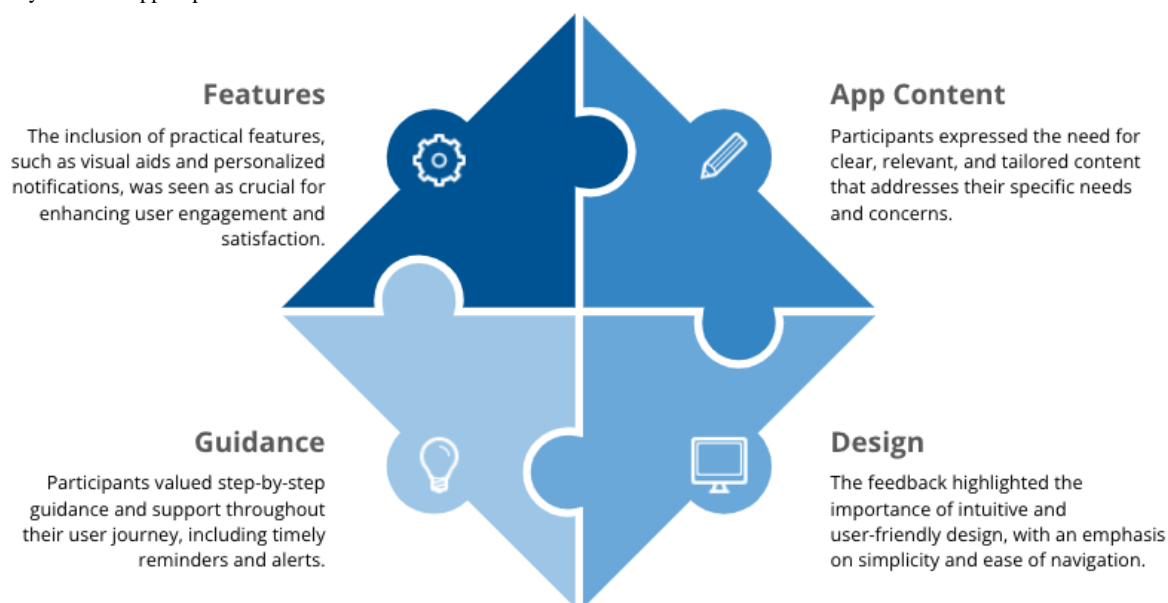 Features
The inclusion of practical features,
such as visual aids and personalized
notifications, was seen as crucial for
enhancing user engagement and
satisfaction.
App Content
Participants expressed the need for
clear, relevant, and tailored content
that addresses their specific needs
and concerns.
Guidance
Participants valued step-by-step
guidance and support throughout
their user journey, including timely
reminders and alerts.
Design
The feedback highlighted the
importance of intuitive and
user-friendly design, with an emphasis
on simplicity and ease of navigation.